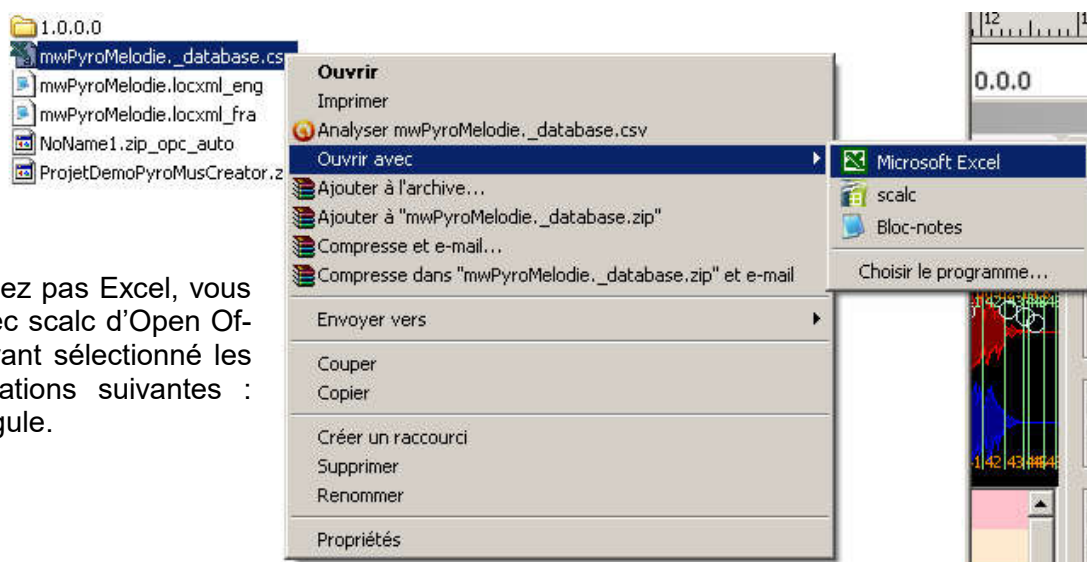 1.0.0.0
mwPyroMelodie._database.cs
mwPyroMelodie.locxml_eng
mwPyroMelodie.locxml_fra
NoName1.zip_opc_auto
ProjetDemoPyroMusCreator.z
ez pas Excel, vous
ec scalc d'Open Of-
ant sélectionné les
ations suivantes :
gule.
Ouvrir
Imprimer
Analyser mwPyroMelodie._database.csv
Ouvrir avec
Ajouter à l'archive...
Ajouter à "mwPyroMelodie._database.zip"
Compresse et e-mail...
Compresse dans "mwPyroMelodie._database.zip" et e-mail
Envoyer vers
Couper
Copier
Créer un raccourci
Supprimer
Renommer
Propriétés
Microsoft Excel
scalc
Bloc-notes
Choisir le programme...
12
0.0.0